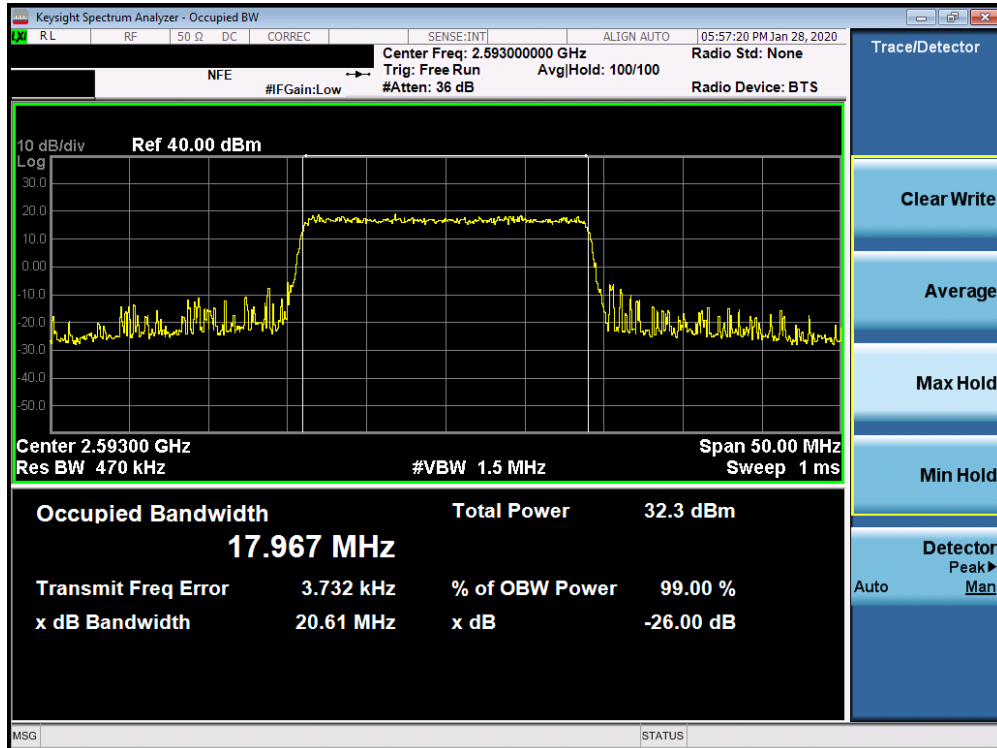 Keysight Spectrum Analyzer - Occupied BW
LXI RL RF 50 Ω DC CORREC SENSE:INT ALIGN AUTO 05:57:20 PM Jan 28, 2020
Center Freq: 2.593000000 GHz Radio Std: None
NFE Trig: Free Run Avg|Hold: 100/100
#IFGain:Low #Atten: 36 dB Radio Device: BTS
10 dB/div Ref 40.00 dBm
Log
30.0
20.0
10.0
0.00
-10.0
-20.0
-30.0
-40.0
-50.0
Center 2.59300 GHz Span 50.00 MHz
Res BW 470 kHz #VBW 1.5 MHz Sweep 1 ms
Occupied Bandwidth Total Power 32.3 dBm
17.967 MHz
Transmit Freq Error 3.732 kHz % of OBW Power 99.00 %
x dB Bandwidth 20.61 MHz x dB -26.00 dB
MSG STATUS
Trace/Detector
Clear Write
Average
Max Hold
Min Hold
Detector
Peak▶
Auto Man